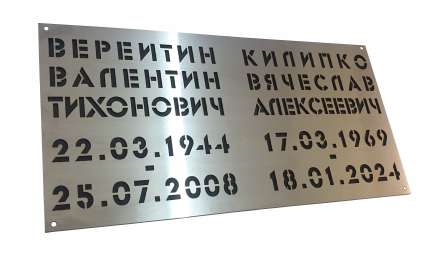 ВЕРЕИТИН
ВАЛЕНТИН
ТИХОНОВИЧ
22.03.1944
-
25.07.2008
КИЛИПКО
ВЯЧЕСЛАВ
АЛЕКСЕЕВИЧ
17.03.1969
-
18.01.2024